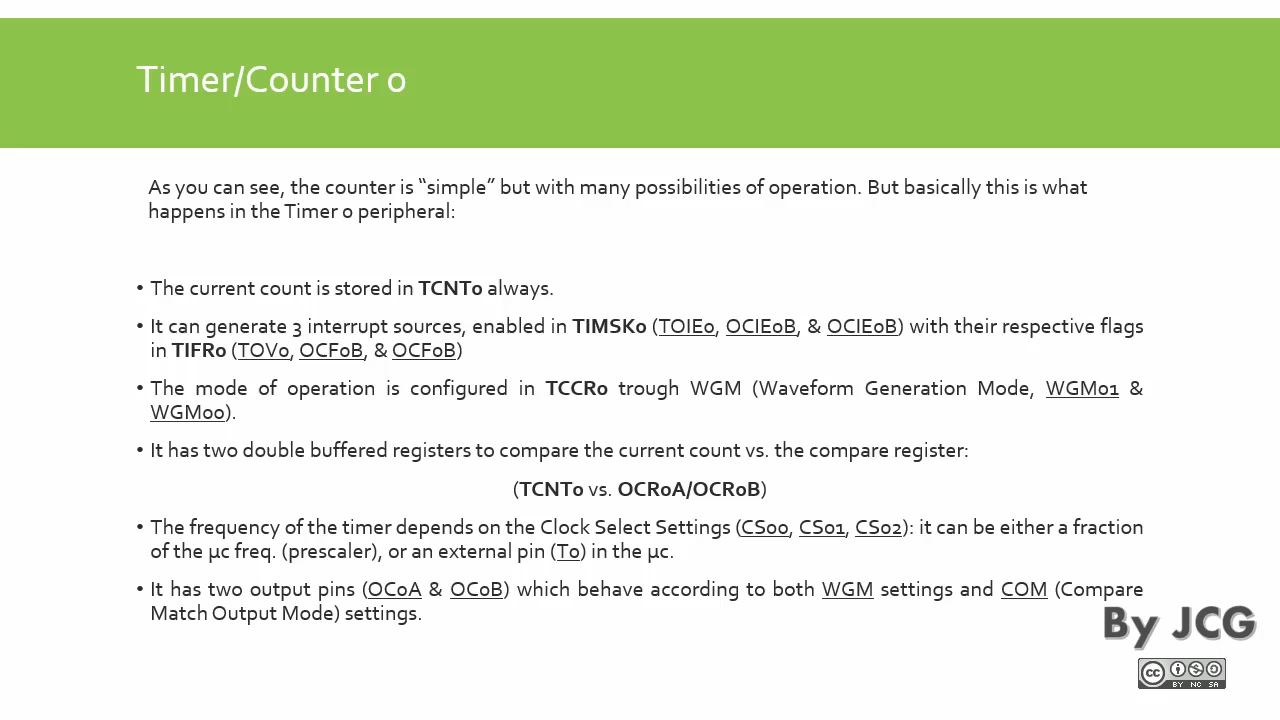 Timer/Counter 0
As you can see, the counter is “simple” but with many possibilities of operation. But basically this is what
happens in the Timer 0 peripheral:
• The current count is stored in TCNT0 always.
• It can generate 3 interrupt sources, enabled in TIMSK0 (TOIE0, OCIE0B, & OCIE0B) with their respective flags
in TIFR0 (TOV0, OCF0B, & OCF0B)
• The mode of operation is configured in TCCR0 trough WGM (Waveform Generation Mode, WGM01 &
WGM00).
• It has two double buffered registers to compare the current count vs. the compare register:
(TCNT0 vs. OCR0A/OCR0B)
• The frequency of the timer depends on the Clock Select Settings (CS00, CS01, CS02): it can be either a fraction
of the µc freq. (prescaler), or an external pin (T0) in the µc.
• It has two output pins (OC0A & OC0B) which behave according to both WGM settings and COM (Compare
Match Output Mode) settings.
By JCG
cc BY NC SA